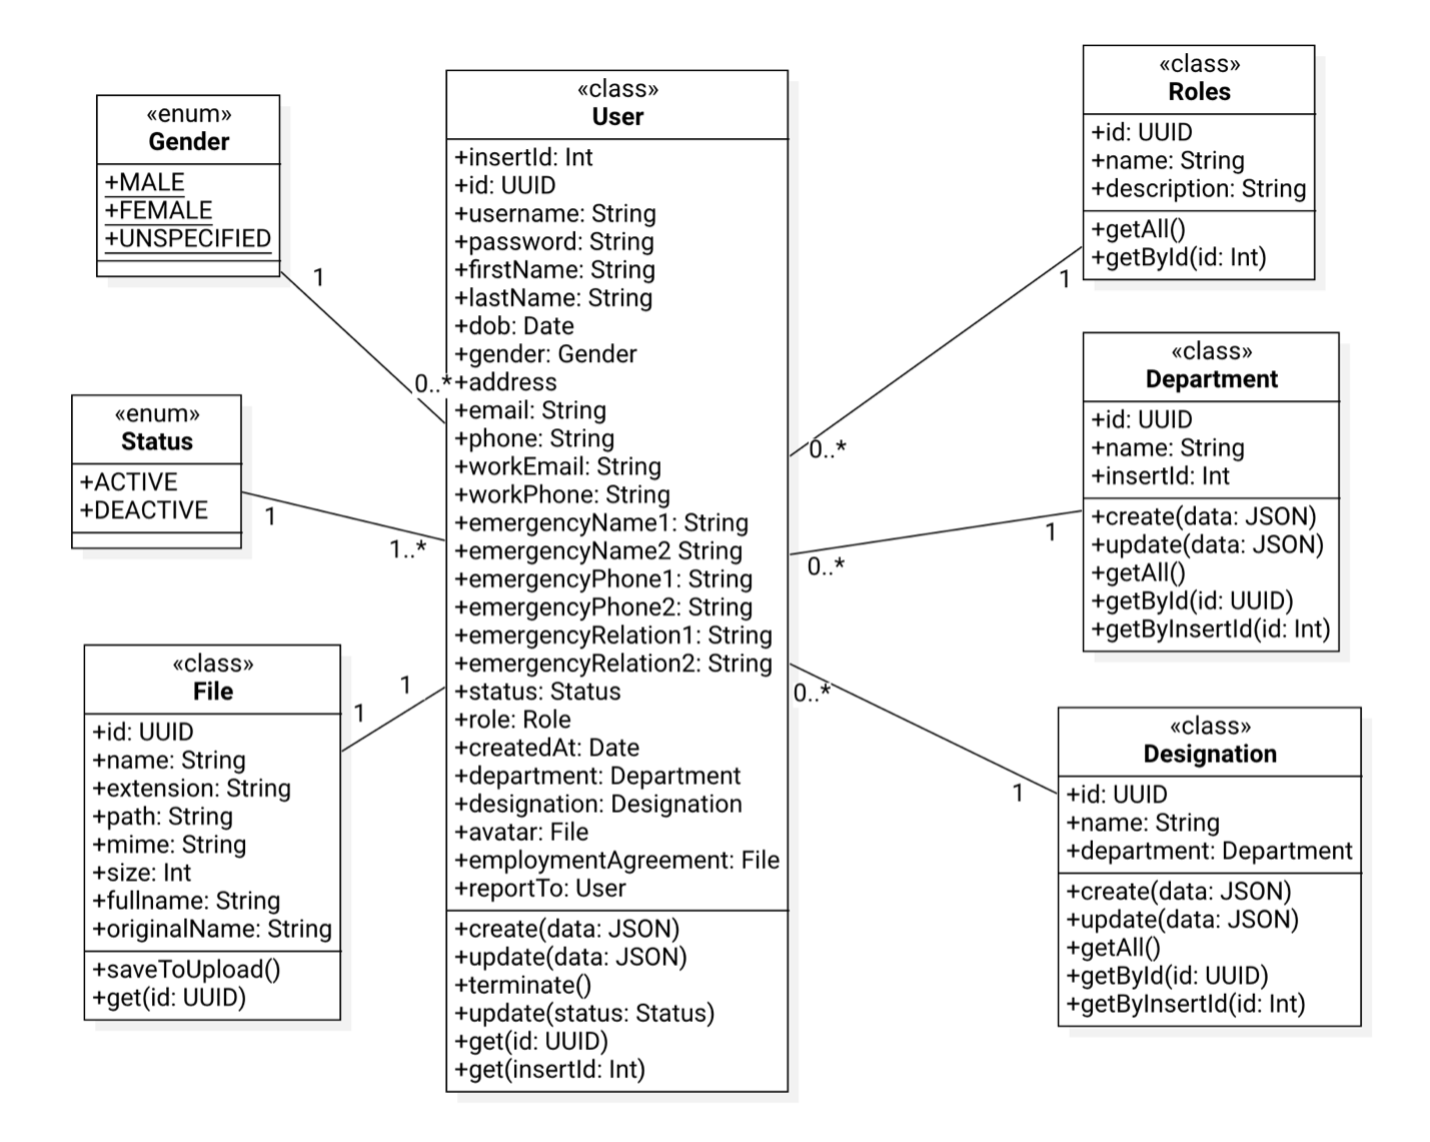 «enum»
Gender
+MALE
+FEMALE
+UNSPECIFIED
1
0..*
«enum»
Status
+ACTIVE
+DEACTIVE
1
1..*
«class»
File
+id: UUID
+name: String
+extension: String
+path: String
+mime: String
+size: Int
+fullname: String
+originalName: String
+saveToUpload()
+get(id: UUID)
1
1
«class»
User
+insertId: Int
+id: UUID
+username: String
+password: String
+firstName: String
+lastName: String
+dob: Date
+gender: Gender
+address
+email: String
+phone: String
+workEmail: String
+workPhone: String
+emergencyName1: String
+emergencyName2 String
+emergencyPhone1: String
+emergencyPhone2: String
+emergencyRelation1: String
+emergencyRelation2: String
+status: Status
+role: Role
+createdAt: Date
+department: Department
+designation: Designation
+avatar: File
+employmentAgreement: File
+reportTo: User
+create(data: JSON)
+update(data: JSON)
+terminate()
+update(status: Status)
+get(id: UUID)
+get(insertId: Int)
«class»
Roles
+id: UUID
+name: String
+description: String
+getAll()
+getById(id: Int)
1
0..*
«class»
Department
+id: UUID
+name: String
+insertId: Int
+create(data: JSON)
+update(data: JSON)
+getAll()
+getById(id: UUID)
+getByInsertId(id: Int)
1
0..*
«class»
Designation
+id: UUID
+name: String
+department: Department
+create(data: JSON)
+update(data: JSON)
+getAll()
+getById(id: UUID)
+getByInsertId(id: Int)
0..*
1